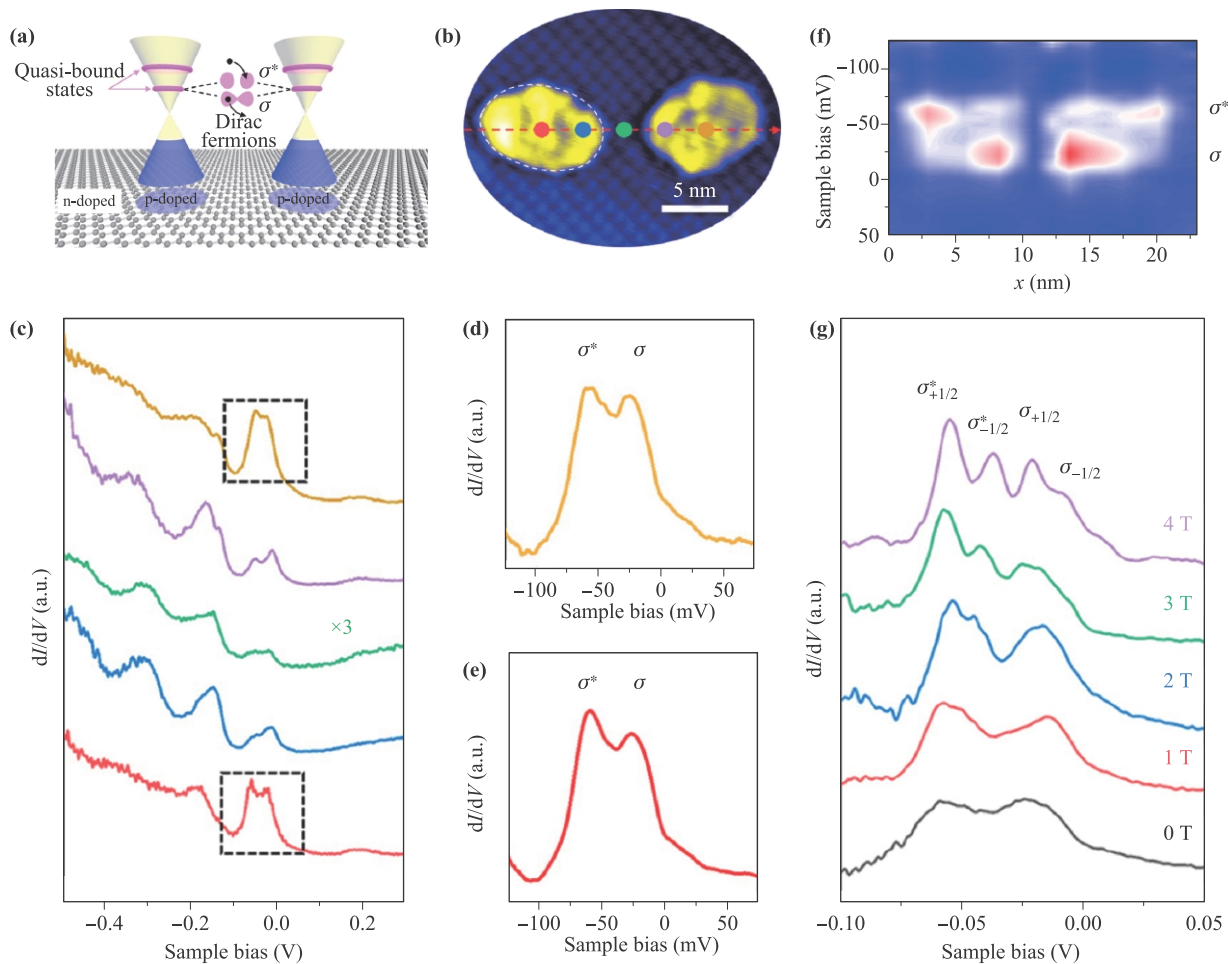 (a)
Quasi-bound
states
σ*
σ
Dirac
fermions
n-doped
p-doped
p-doped
(b)
5 nm
(f)
Sample bias (mV)
−100
−50
0
50
0
5
10
15
20
x (nm)
σ*
σ
(c)
dI/dV (a.u.)
×3
−0.4
−0.2
0.0
0.2
Sample bias (V)
(d)
σ*
σ
dI/dV (a.u.)
−100
−50
0
50
Sample bias (mV)
(e)
σ*
σ
dI/dV (a.u.)
−100
−50
0
50
Sample bias (mV)
(g)
σ*+1/2
σ*−1/2
σ+1/2
σ−1/2
4 T
3 T
2 T
1 T
0 T
dI/dV (a.u.)
−0.10
−0.05
0.00
0.05
Sample bias (V)